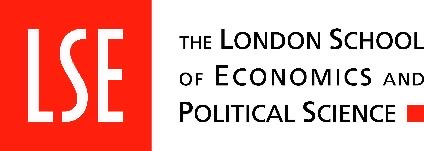 LSE
THE LONDON SCHOOL
OF ECONOMICS AND
POLITICAL SCIENCE